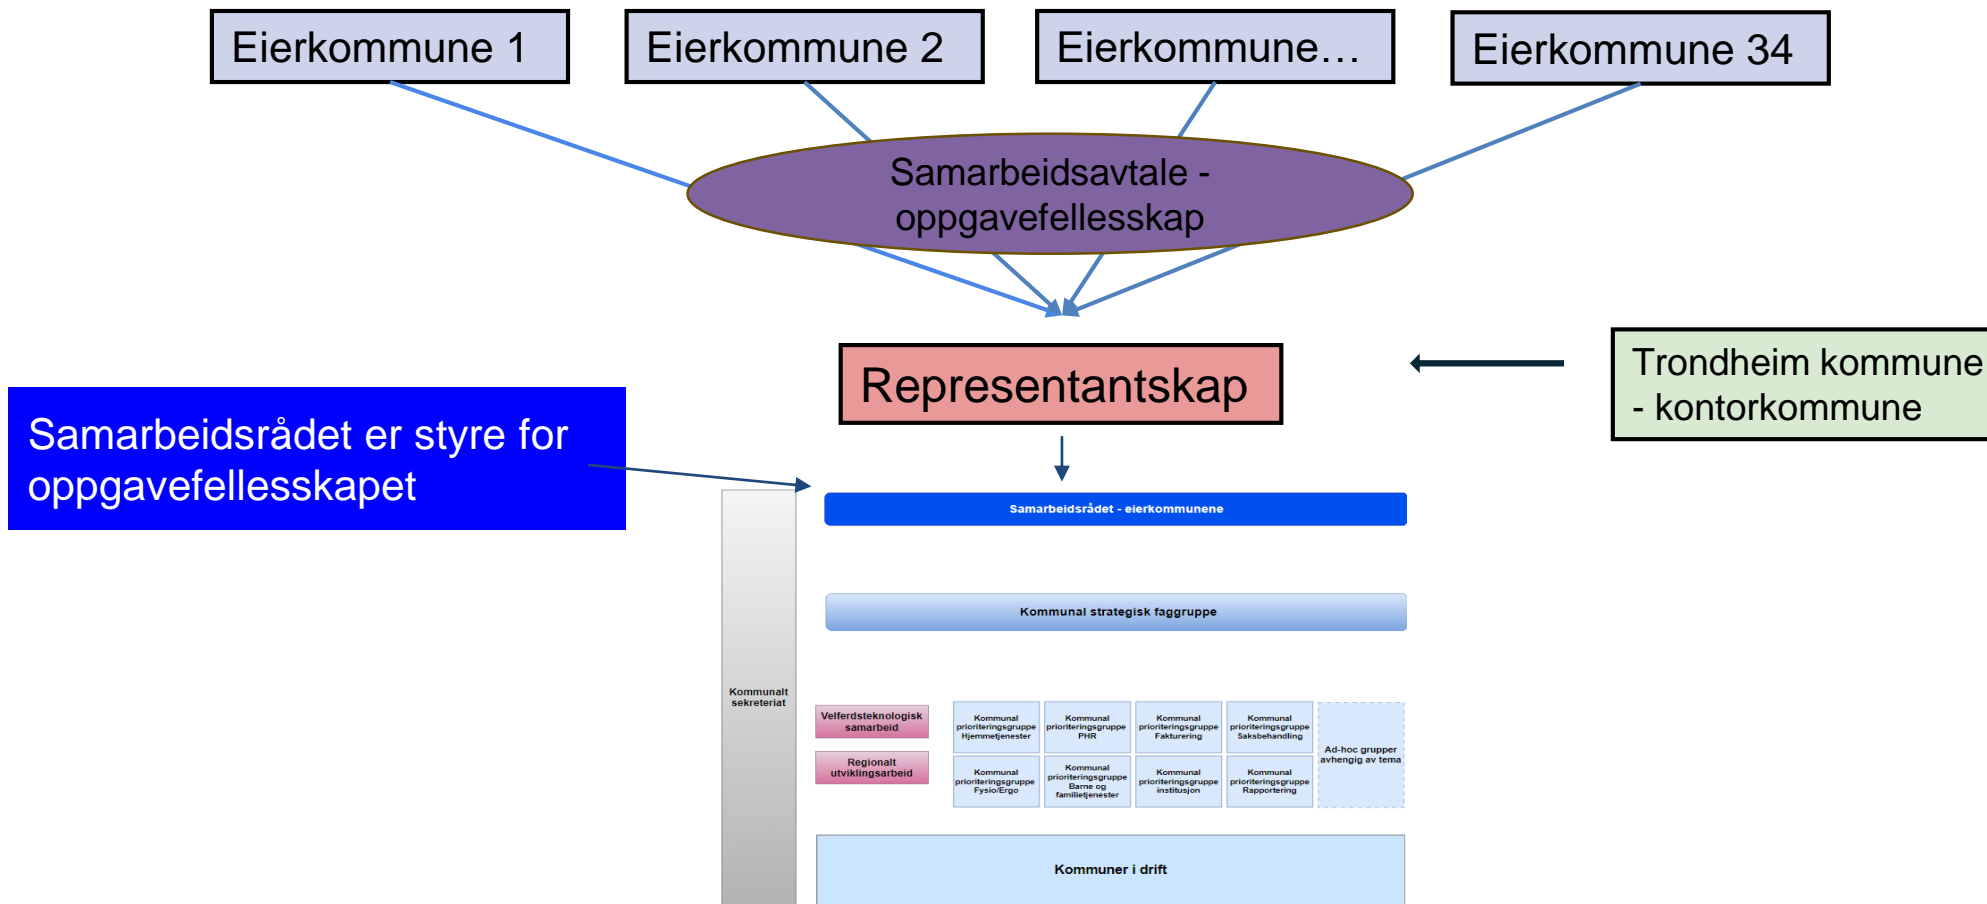 Eierkommune 1
Eierkommune 2
Eierkommune…
Eierkommune 34
Samarbeidsavtale -
oppgavefellesskap
Representantskap
Trondheim kommune
- kontorkommune
Samarbeidsrådet er styre for
oppgavefellesskapet
Samarbeidsrådet - eierkommunene
Kommunal strategisk faggruppe
Kommunalt
sekreteriat
Velferdsteknologisk
samarbeid
Regionalt
utviklingsarbeid
Kommunal
prioriteringsgruppe
Hjemmetjenester
Kommunal
prioriteringsgruppe
PHR
Kommunal
prioriteringsgruppe
Fakturering
Kommunal
prioriteringsgruppe
Saksbehandling
Kommunal
prioriteringsgruppe
Fysio/Ergo
Kommunal
prioriteringsgruppe
Barne og
familietjenester
Kommunal
prioriteringsgruppe
institusjon
Kommunal
prioriteringsgruppe
Rapportering
Ad-hoc grupper
avhengig av tema
Kommuner i drift